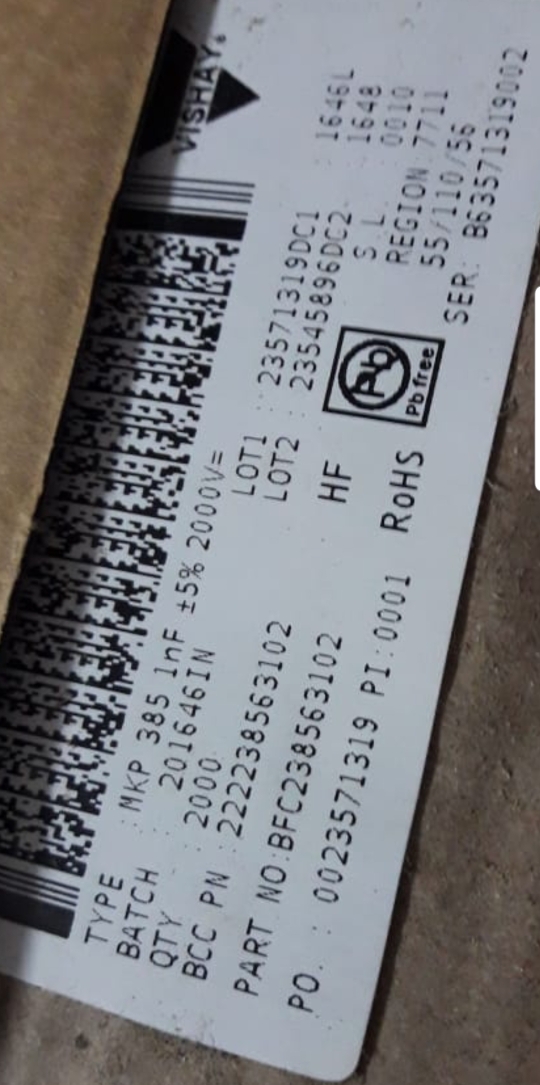 VISHAY®
TYPE : MKP 385 1nF ±5% 2000V=
BATCH : 201646IN
QTY : 2000
BCC PN : 222238563102
PART NO:BFC238563102
PO. : 0023571319 PI:0001
LOT1 : 23571319DC1 : 1646L
LOT2 : 23545896DC2 : 1648
HF
RoHS
Pb
Pb free
S L : 0010
REGION : 7711
55/110/56
SER: B63571319002